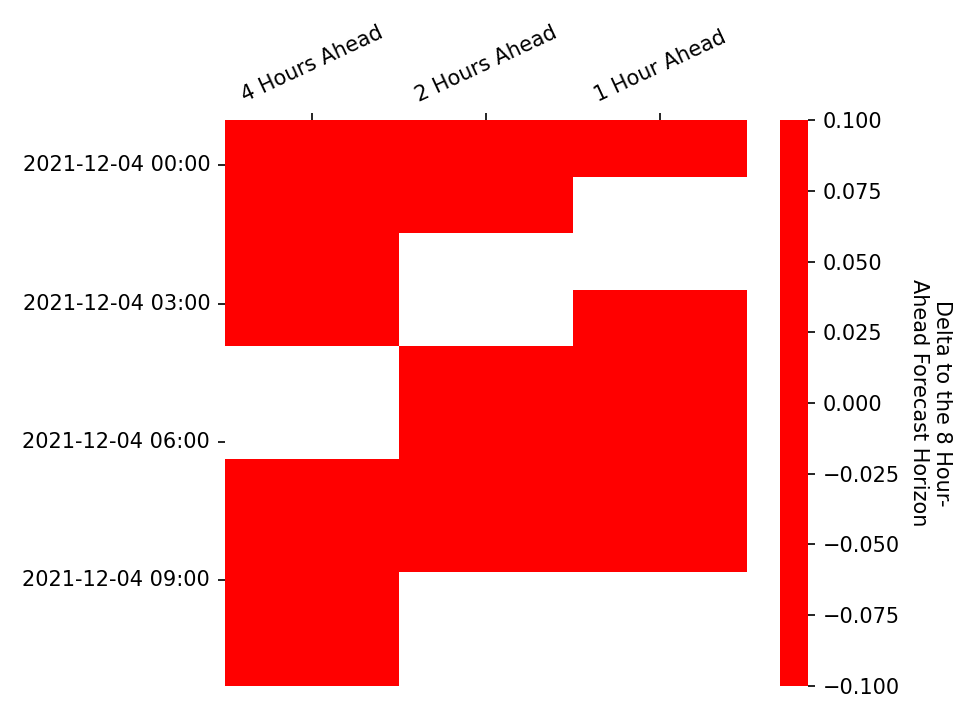 4 Hours Ahead
2 Hours Ahead
1 Hour Ahead
2021-12-04 00:00
2021-12-04 03:00
2021-12-04 06:00
2021-12-04 09:00
0.100
0.075
0.050
0.025
0.000
−0.025
−0.050
−0.075
−0.100
Delta to the 8 Hour-
Ahead Forecast Horizon